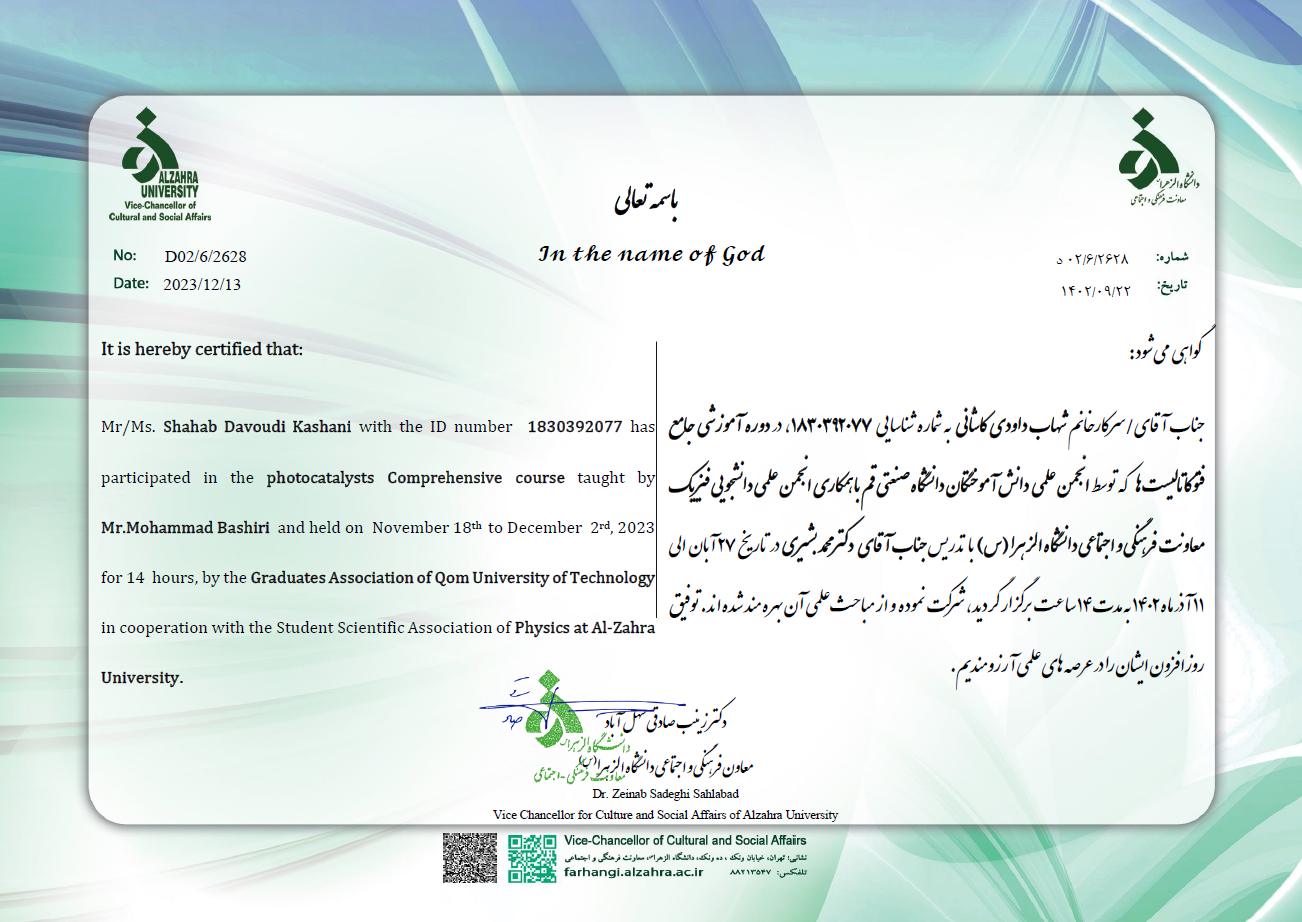 ALZAHRA
UNIVERSITY
Vice-Chancellor of
Cultural and Social Affairs
دانشگاه الزهرا(س)
معاونت فرهنگی و اجتماعی
باسمه تعالی
In the name of God
No: D02/6/2628
Date: 2023/12/13
شماره: ۰۲/۶/۲۶۲۸ د
تاریخ: ۱۴۰۲/۰۹/۲۲
It is hereby certified that:
Mr/Ms. Shahab Davoudi Kashani with the ID number 1830392077 has
participated in the photocatalysts Comprehensive course taught by
Mr.Mohammad Bashiri and held on November 18th to December 2rd, 2023
for 14 hours, by the Graduates Association of Qom University of Technology
in cooperation with the Student Scientific Association of Physics at Al-Zahra
University.
گواهی می‌شود:
جناب آقای / سرکارخانم شهاب داودی کاشانی به شماره شناسایی ۱۸۳۰۳۹۲۰۷۷، در دوره آموزشی جامع
فتوکاتالیست ها که توسط انجمن علمی دانش آموختگان دانشگاه صنعتی قم با همکاری انجمن علمی دانشجویی فیزیک
معاونت فرهنگی و اجتماعی دانشگاه الزهرا (س) با تدریس جناب آقای دکتر محمد بشیری در تاریخ ۲۷ آبان الی
۱۱ آذر ماه ۱۴۰۲ به مدت ۱۴ ساعت برگزار گردید، شرکت نموده و از مباحث علمی آن بهره مند شده اند. توفیق
روز افزون ایشان را در عرصه های علمی آرزومندیم.
دکتر زینب صادقی سهل آباد
معاون فرهنگی و اجتماعی دانشگاه الزهرا(س)
دانشگاه الزهرا(س)
معاونت فرهنگی-اجتماعی
Dr. Zeinab Sadeghi Sahlabad
Vice Chancellor for Culture and Social Affairs of Alzahra University
Vice-Chancellor of Cultural and Social Affairs
نشانی: تهران، خیابان ونک ، ده ونک، دانشگاه الزهرا(س)، معاونت فرهنگی و اجتماعی
farhangi.alzahra.ac.ir تلفکس: ۸۸۲۱۳۵۴۷